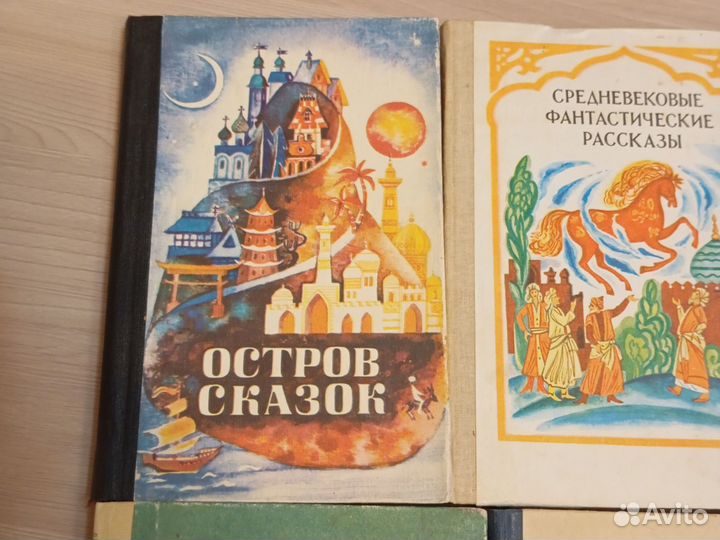 ОСТРОВ
СКАЗОК
СРЕДНЕВЕКОВЫЕ
ФАНТАСТИЧЕСКИЕ
РАССКАЗЫ
Avito